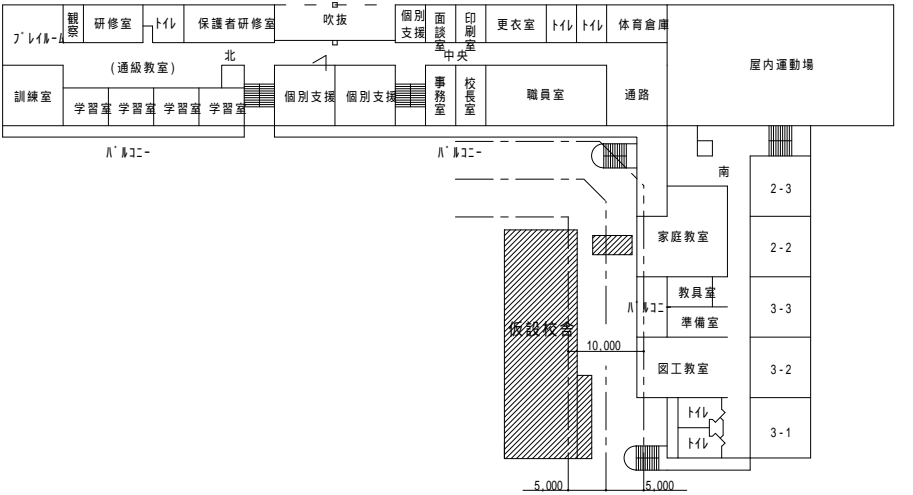 プレイルーム
観察
研修室
トイレ
保護者研修室
吹抜
個別
支援
面談室
印刷室
更衣室
トイレ
トイレ
体育倉庫
屋内運動場
(通級教室)
北
中央
訓練室
学習室
学習室
学習室
学習室
個別支援
個別支援
事務室
校長室
職員室
通路
バルコニー
バルコニー
南
2-3
家庭教室
2-2
教具室
バルコニー
準備室
3-3
仮設校舎
10,000
図工教室
3-2
トイレ
トイレ
3-1
5,000
5,000